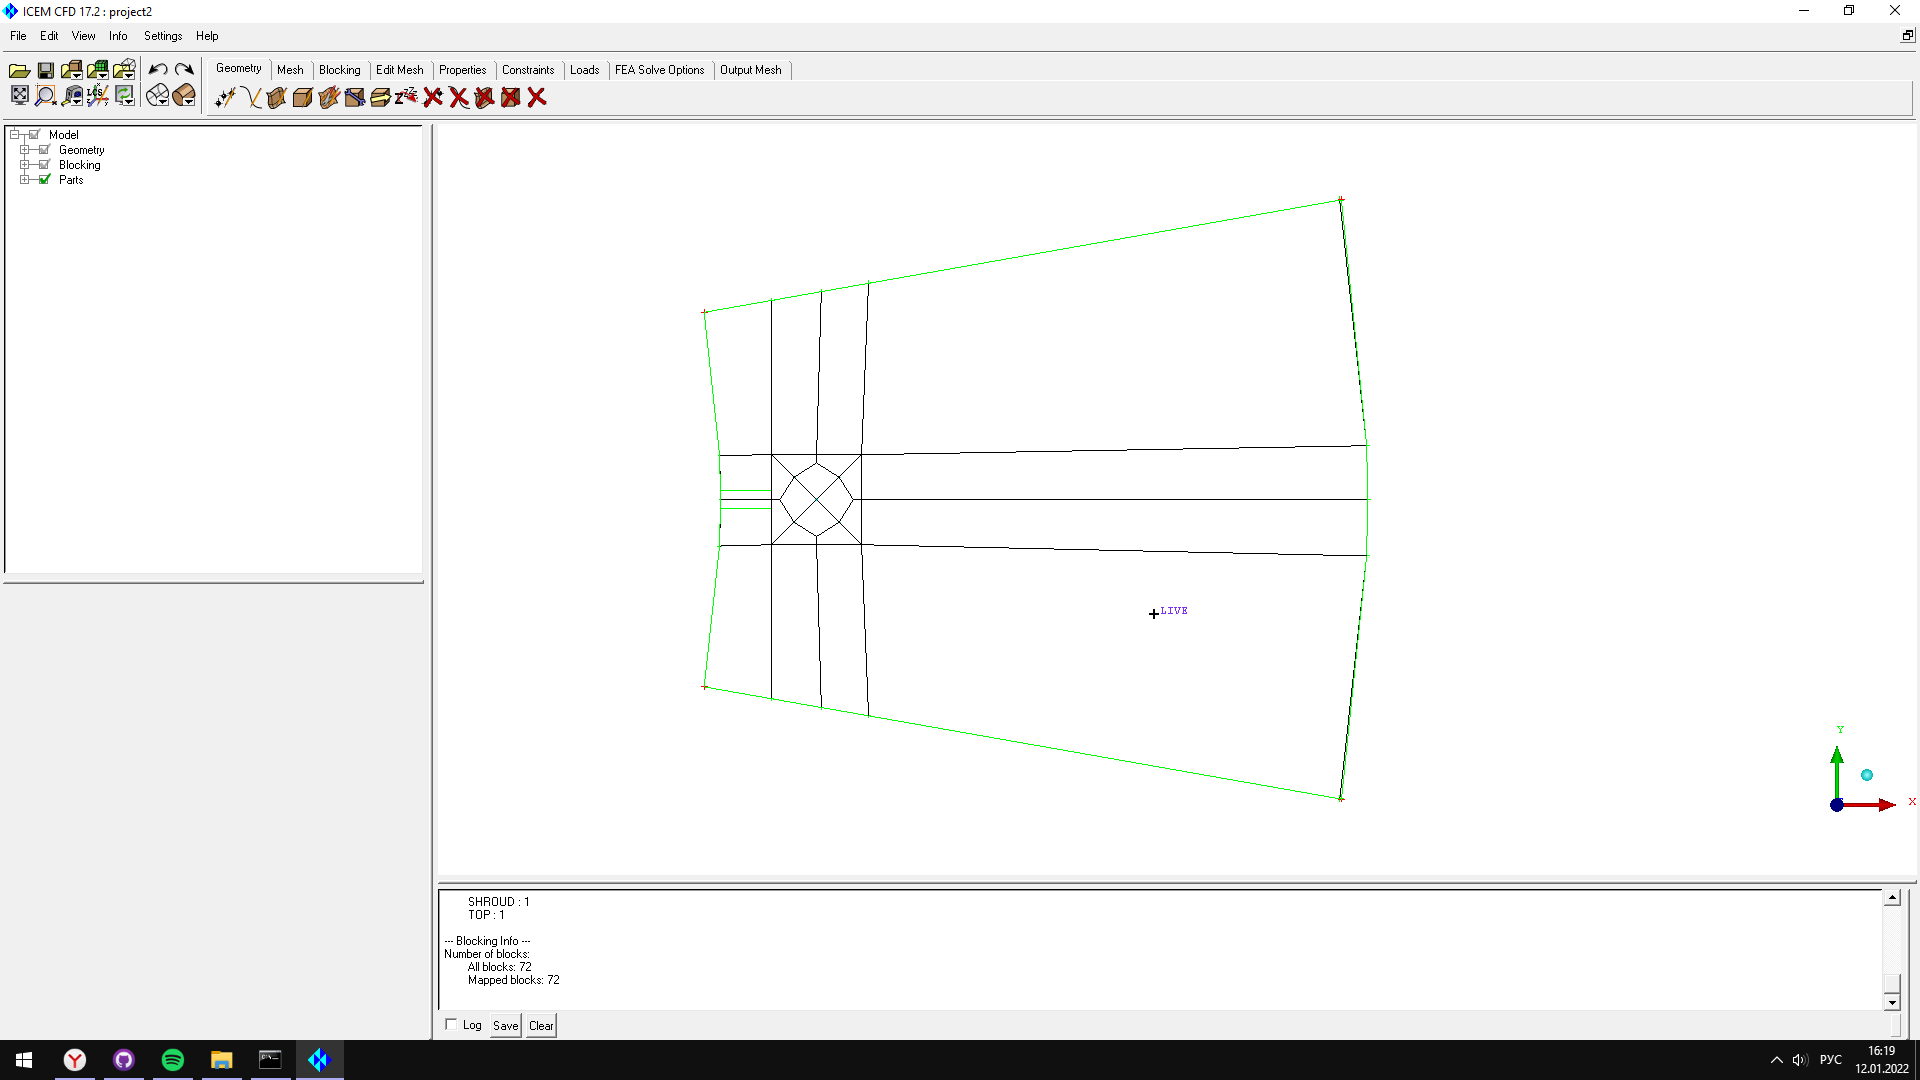 ICEM CFD 17.2 : project2
File Edit View Info Settings Help
Geometry Mesh Blocking Edit Mesh Properties Constraints Loads FEA Solve Options Output Mesh
LCS
Model
Geometry
Blocking
Parts
LIVE
Y
X
SHROUD : 1
TOP : 1
--- Blocking Info ---
Number of blocks:
All blocks: 72
Mapped blocks: 72
Log Save Clear
РУС
16:19
12.01.2022